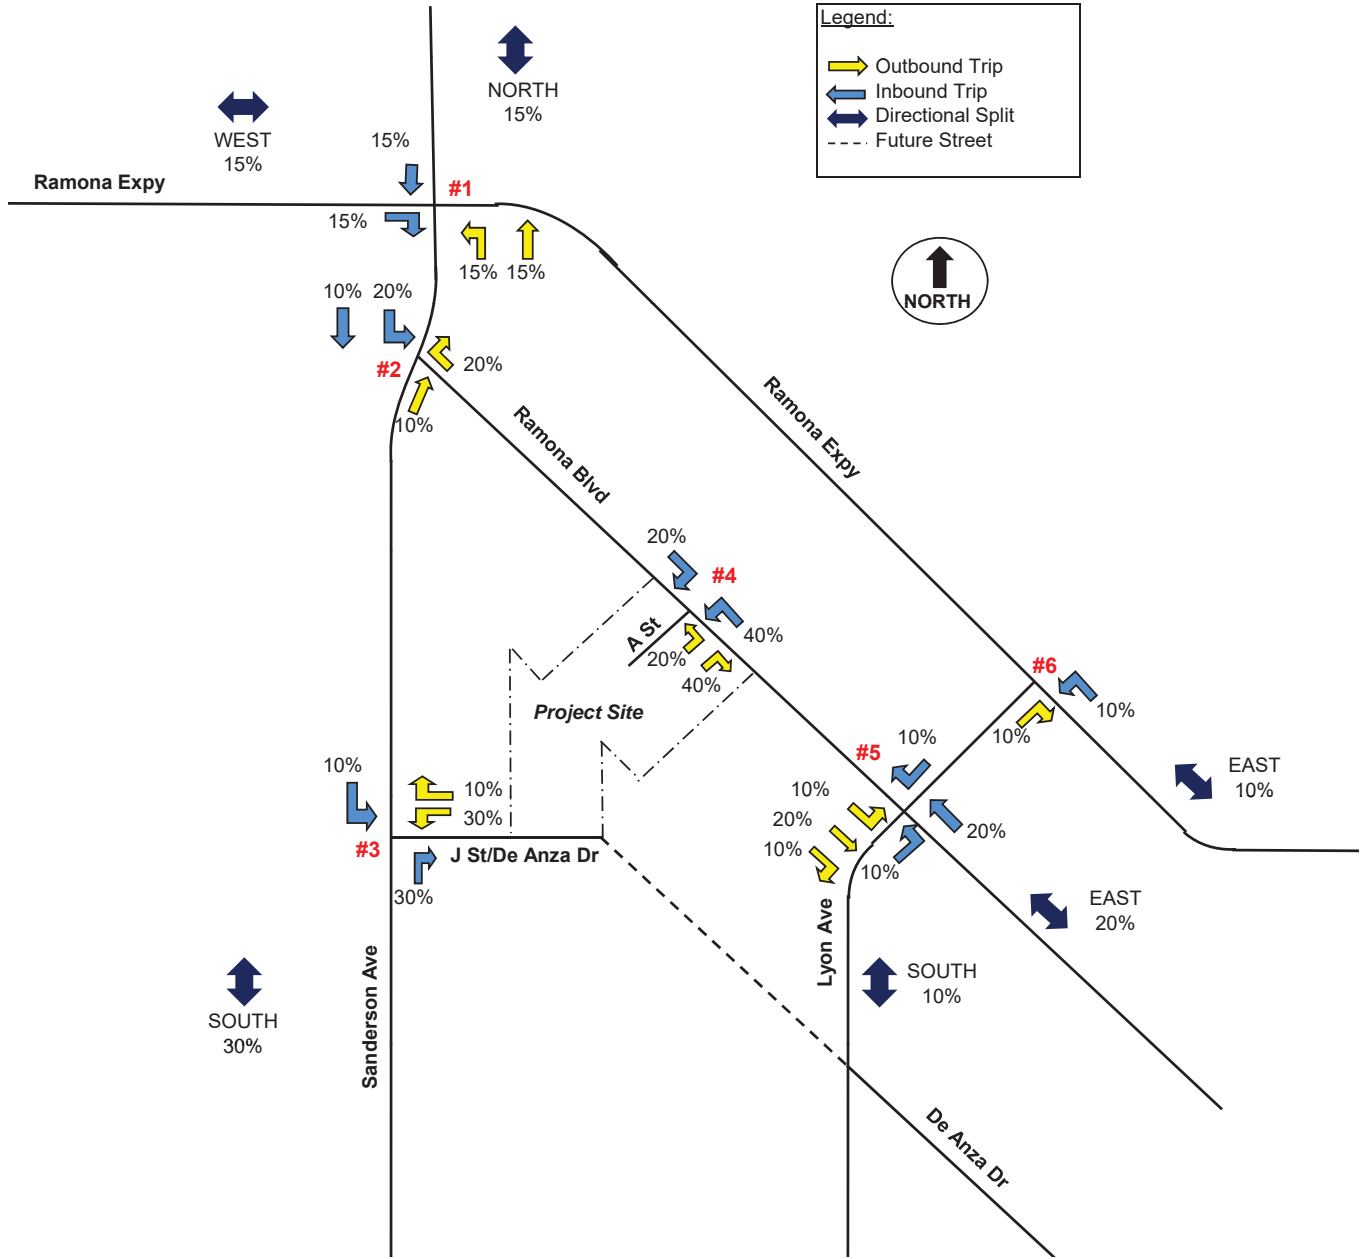 Legend:
Outbound Trip
Inbound Trip
Directional Split
Future Street
NORTH
15%
WEST
15%
15%
Ramona Expy
#1
15%
15%
15%
NORTH
10%
20%
#2
20%
10%
Ramona Blvd
Ramona Expy
20%
#4
A St
40%
20%
40%
#6
10%
10%
Project Site
#5
10%
EAST
10%
10%
20%
10%
20%
10%
10%
10%
30%
#3
J St/De Anza Dr
30%
EAST
20%
Lyon Ave
SOUTH
10%
SOUTH
30%
Sanderson Ave
De Anza Dr